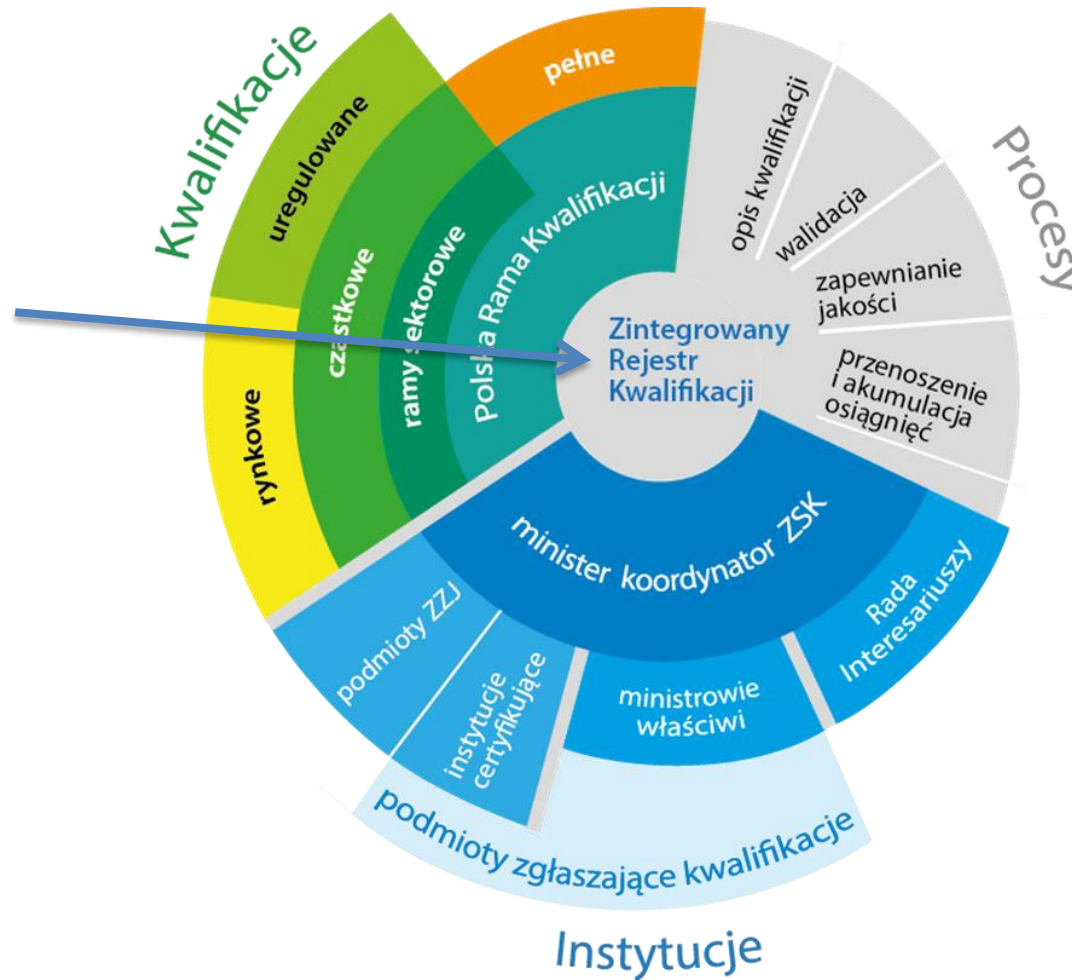 Kwalifikacje
uregulowane
rynkowe
cząstkowe
pełne
ramy sektorowe
Polska Rama Kwalifikacji
Zintegrowany
Rejestr
Kwalifikacji
Procesy
opis kwalifikacji
walidacja
zapewnianie
jakości
przenoszenie
i akumulacja
osiągnięć
minister koordynator ZSK
podmioty ZZJ
instytucje
certyfikujące
ministrowie
właściwi
Rada
Interesariuszy
podmioty zgłaszające kwalifikacje
Instytucje